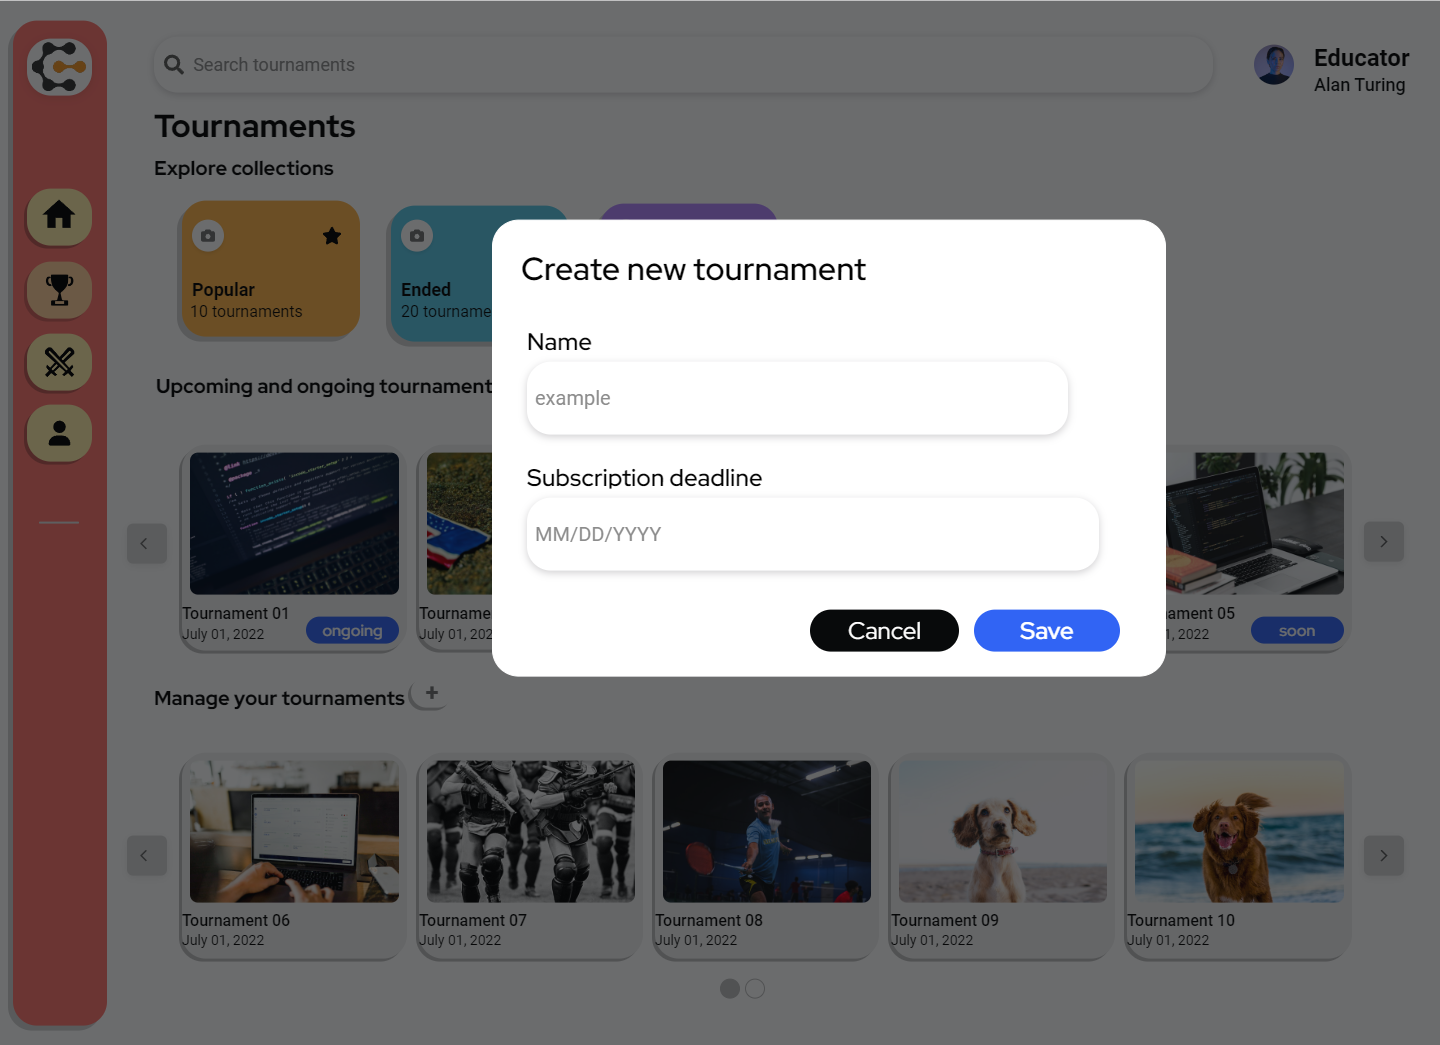 Search tournaments
Educator
Alan Turing
Tournaments
Explore collections
Popular
10 tournaments
Ended
20 tourname
Create new tournament
Name
example
Subscription deadline
MM/DD/YYYY
Cancel
Save
Upcoming and ongoing tournament
Tournament 01
July 01, 2022
ongoing
Tourname
July 01, 202
ament 05
1, 2022
soon
Manage your tournaments +
Tournament 06
July 01, 2022
Tournament 07
July 01, 2022
Tournament 08
July 01, 2022
Tournament 09
July 01, 2022
Tournament 10
July 01, 2022